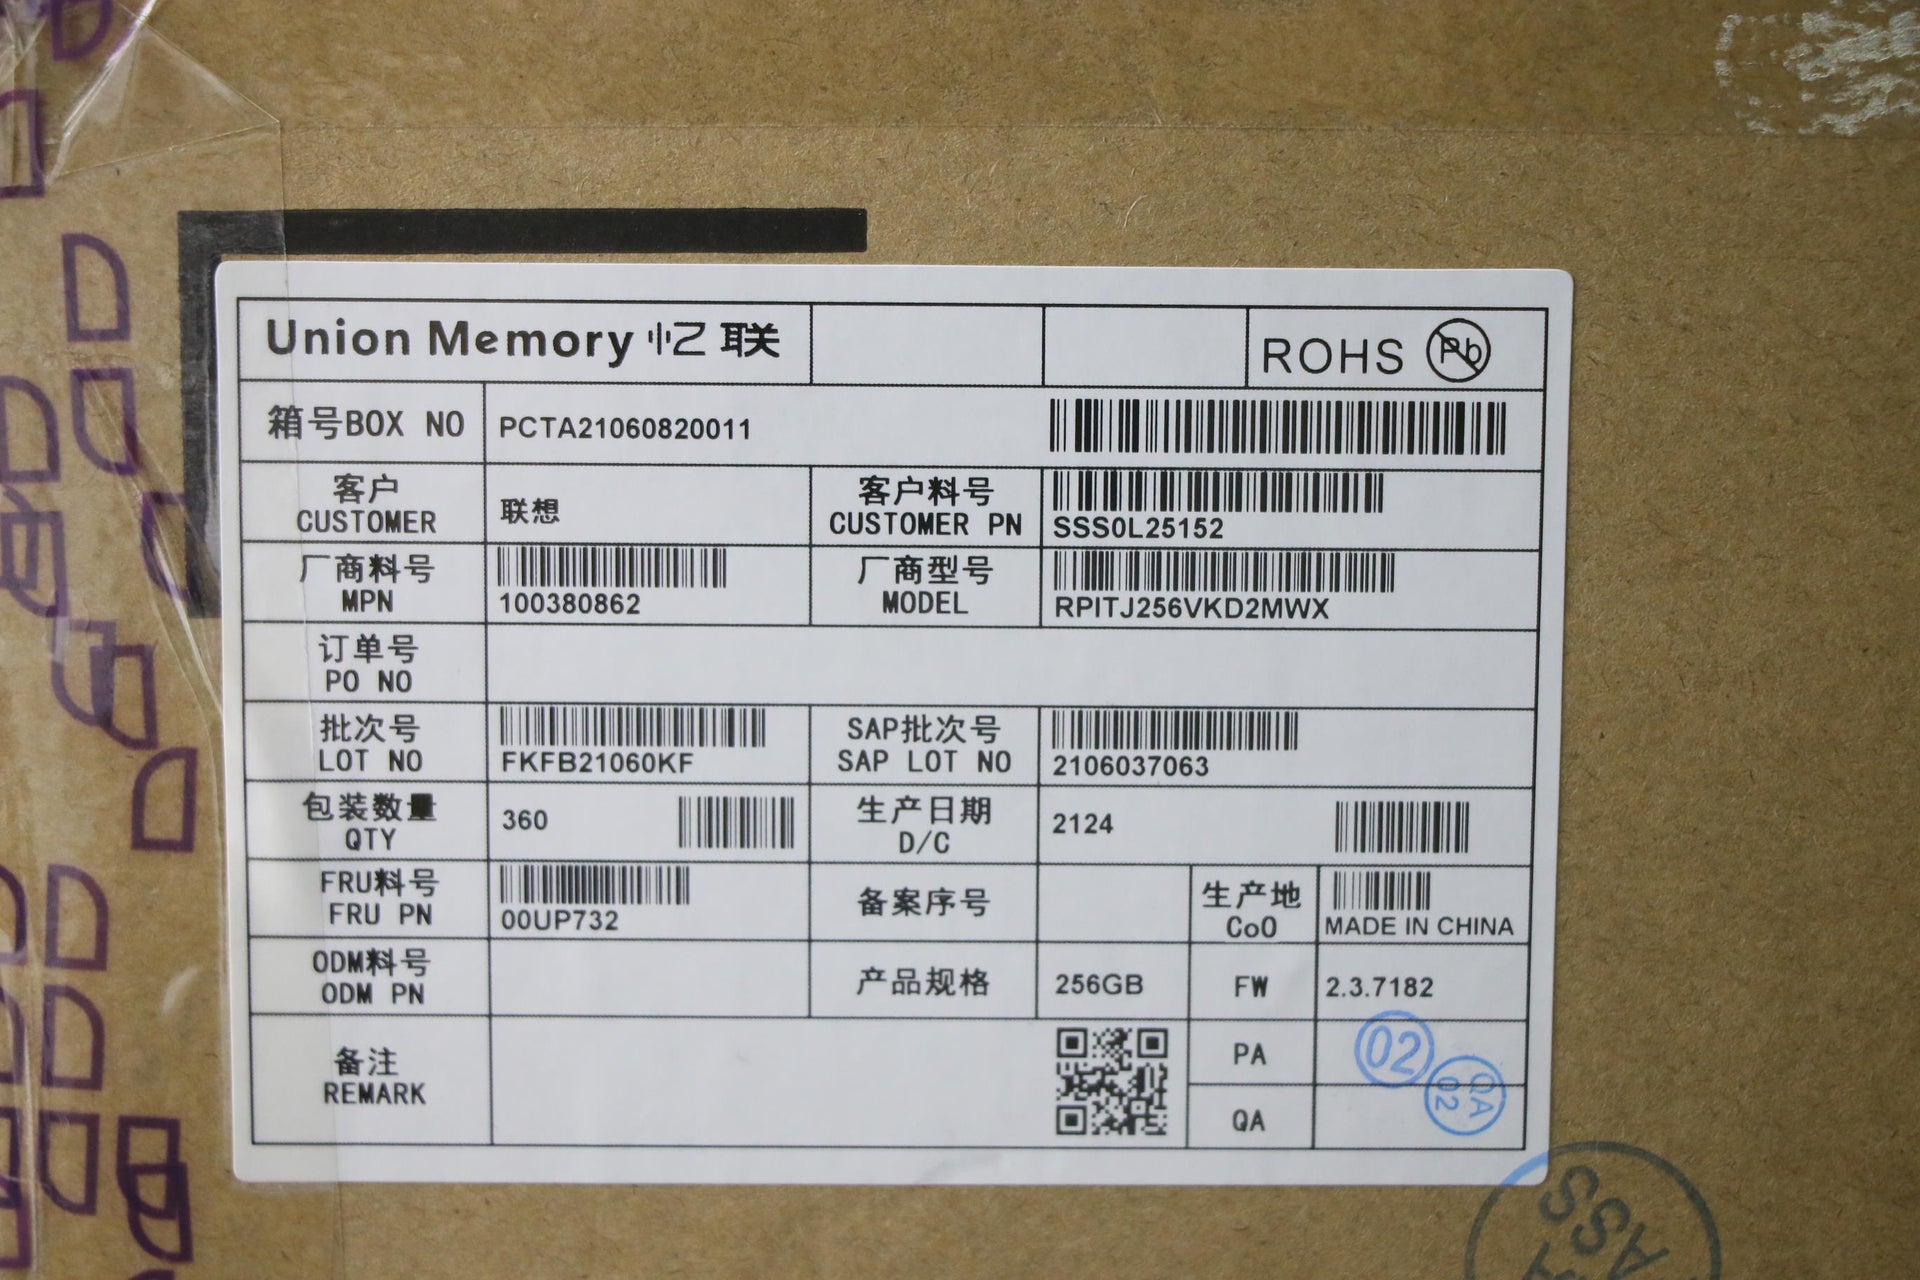 Union Memory 忆联
ROHS Pb
箱号BOX NO PCTA21060820011
客户 CUSTOMER 联想
客户料号 CUSTOMER PN SSS0L25152
厂商料号 MPN 100380862
厂商型号 MODEL RPITJ256VKD2MWX
订单号 PO NO
批次号 LOT NO FKFB21060KF
SAP批次号 SAP LOT NO 2106037063
包装数量 QTY 360
生产日期 D/C 2124
FRU料号 FRU PN 00UP732
备案序号
生产地 CoO MADE IN CHINA
ODM料号 ODM PN
产品规格 256GB
FW 2.3.7182
备注 REMARK
PA 02
QA QA 02